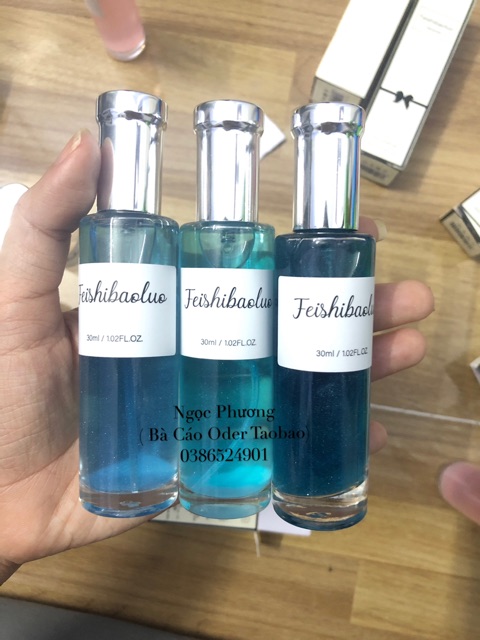 Feishibaoluo
30ml / 1.02FL.OZ.
Feishibaoluo
30ml / 1.02FL.OZ.
Feishibaolu
30ml / 1.02FL.OZ.
Ngọc Phương
( Bà Cáo Oder Taobao)
0386524901